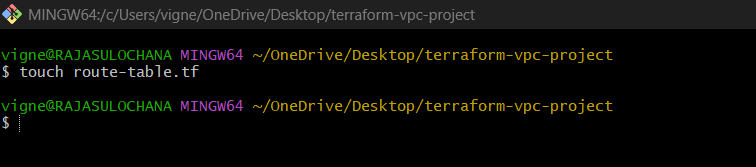 MINGW64:/c/Users/vigne/OneDrive/Desktop/terraform-vpc-project
vigne@RAJASULOCHANA MINGW64 ~/OneDrive/Desktop/terraform-vpc-project
$ touch route-table.tf
vigne@RAJASULOCHANA MINGW64 ~/OneDrive/Desktop/terraform-vpc-project
$